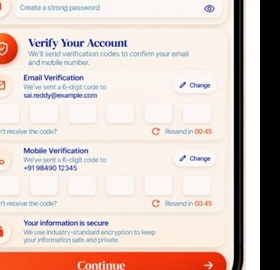 Create a strong password
Verify Your Account
We'll send verification codes to confirm your email
and mobile number.
Email Verification
We've sent a 6-digit code to
sai.reddy@example.com
Change
't receive the code?
Resend in 00:45
Mobile Verification
We've sent a 6-digit code to
+91 98490 12345
Change
't receive the code?
Resend in 00:45
Your information is secure
We use industry-standard encryption to keep
your information safe and private.
Continue